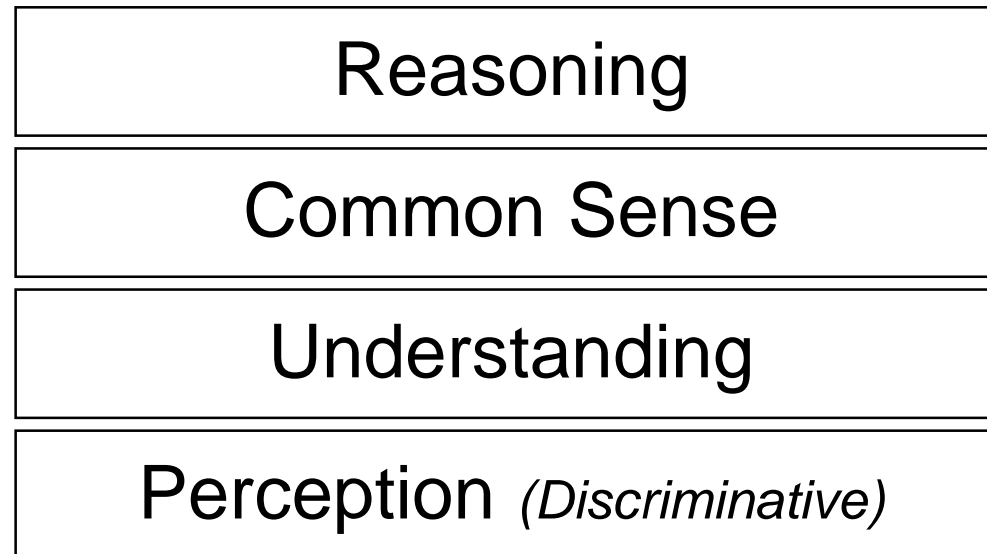 Reasoning
Common Sense
Understanding
Perception (Discriminative)